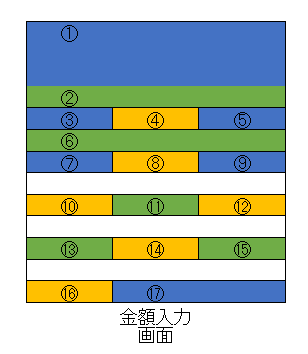 ①
②
③ ④ ⑤
⑥
⑦ ⑧ ⑨
⑩ ⑪ ⑫
⑬ ⑭ ⑮
⑯ ⑰
金額入力
画面